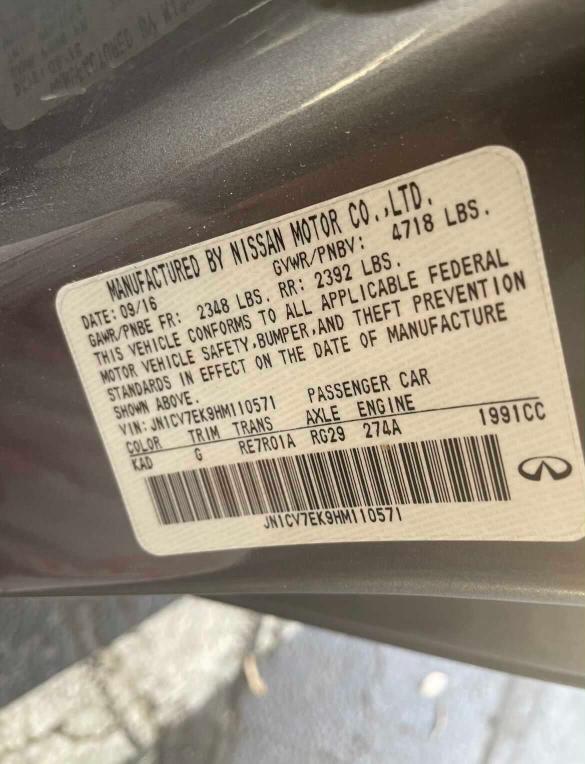 MANUFACTURED BY NISSAN MOTOR CO.,LTD.
DATE: 09/16 GVWR/PNBV: 4718 LBS.
GAWR/PNBE FR: 2348 LBS. RR: 2392 LBS.
THIS VEHICLE CONFORMS TO ALL APPLICABLE FEDERAL
MOTOR VEHICLE SAFETY,BUMPER,AND THEFT PREVENTION
STANDARDS IN EFFECT ON THE DATE OF MANUFACTURE
SHOWN ABOVE.
VIN: JN1CV7EK9HM110571 PASSENGER CAR
COLOR TRIM TRANS AXLE ENGINE
KAD G RE7R01A RG29 274A 1991CC
JN1CV7EK9HM110571